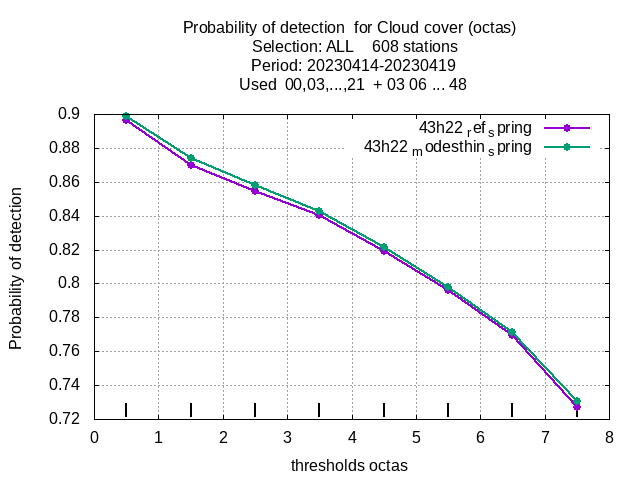 Probability of detection  for Cloud cover (octas)
Selection: ALL    608 stations
Period: 20230414-20230419
Used  00,03,...,21  + 03 06 ... 48
43h22 ref spring
43h22 modesthin spring
0.9
0.88
0.86
0.84
0.82
0.8
0.78
0.76
0.74
0.72
Probability of detection
0 1 2 3 4 5 6 7 8
thresholds octas